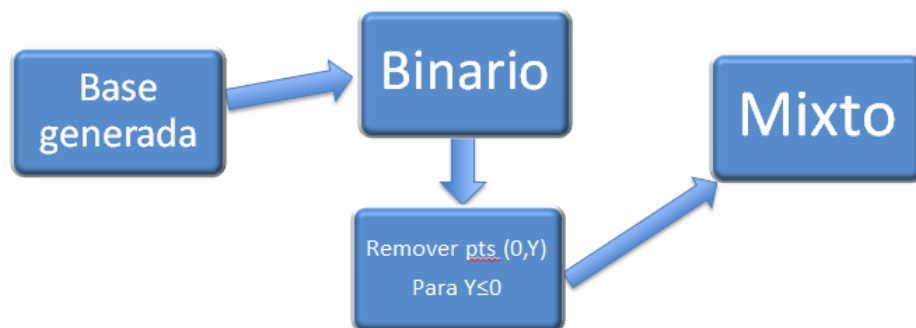 Base
generada
Binario
Remover pts (0,Y)
Para Y≤0
Mixto